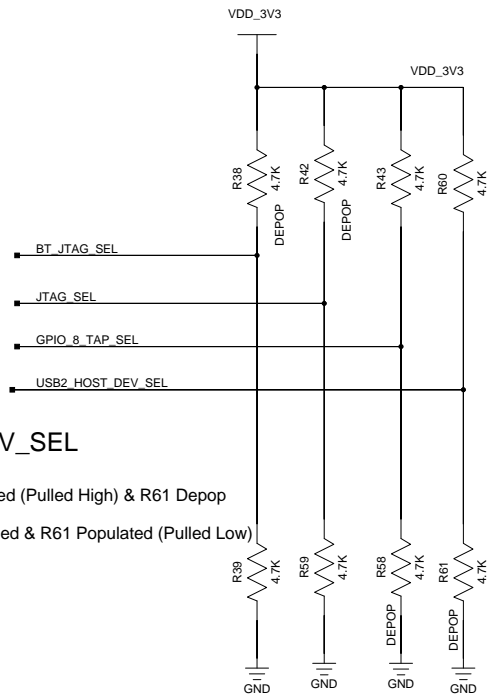 VDD_3V3
VDD_3V3
R38
4.7K
DEPOP
R42
4.7K
DEPOP
R43
4.7K
R60
4.7K
BT_JTAG_SEL
JTAG_SEL
GPIO_8_TAP_SEL
USB2_HOST_DEV_SEL
V_SEL
ed (Pulled High) & R61 Depop
ed & R61 Populated (Pulled Low)
R39
4.7K
R59
4.7K
R58
4.7K
DEPOP
R61
4.7K
DEPOP
GND
GND
GND
GND